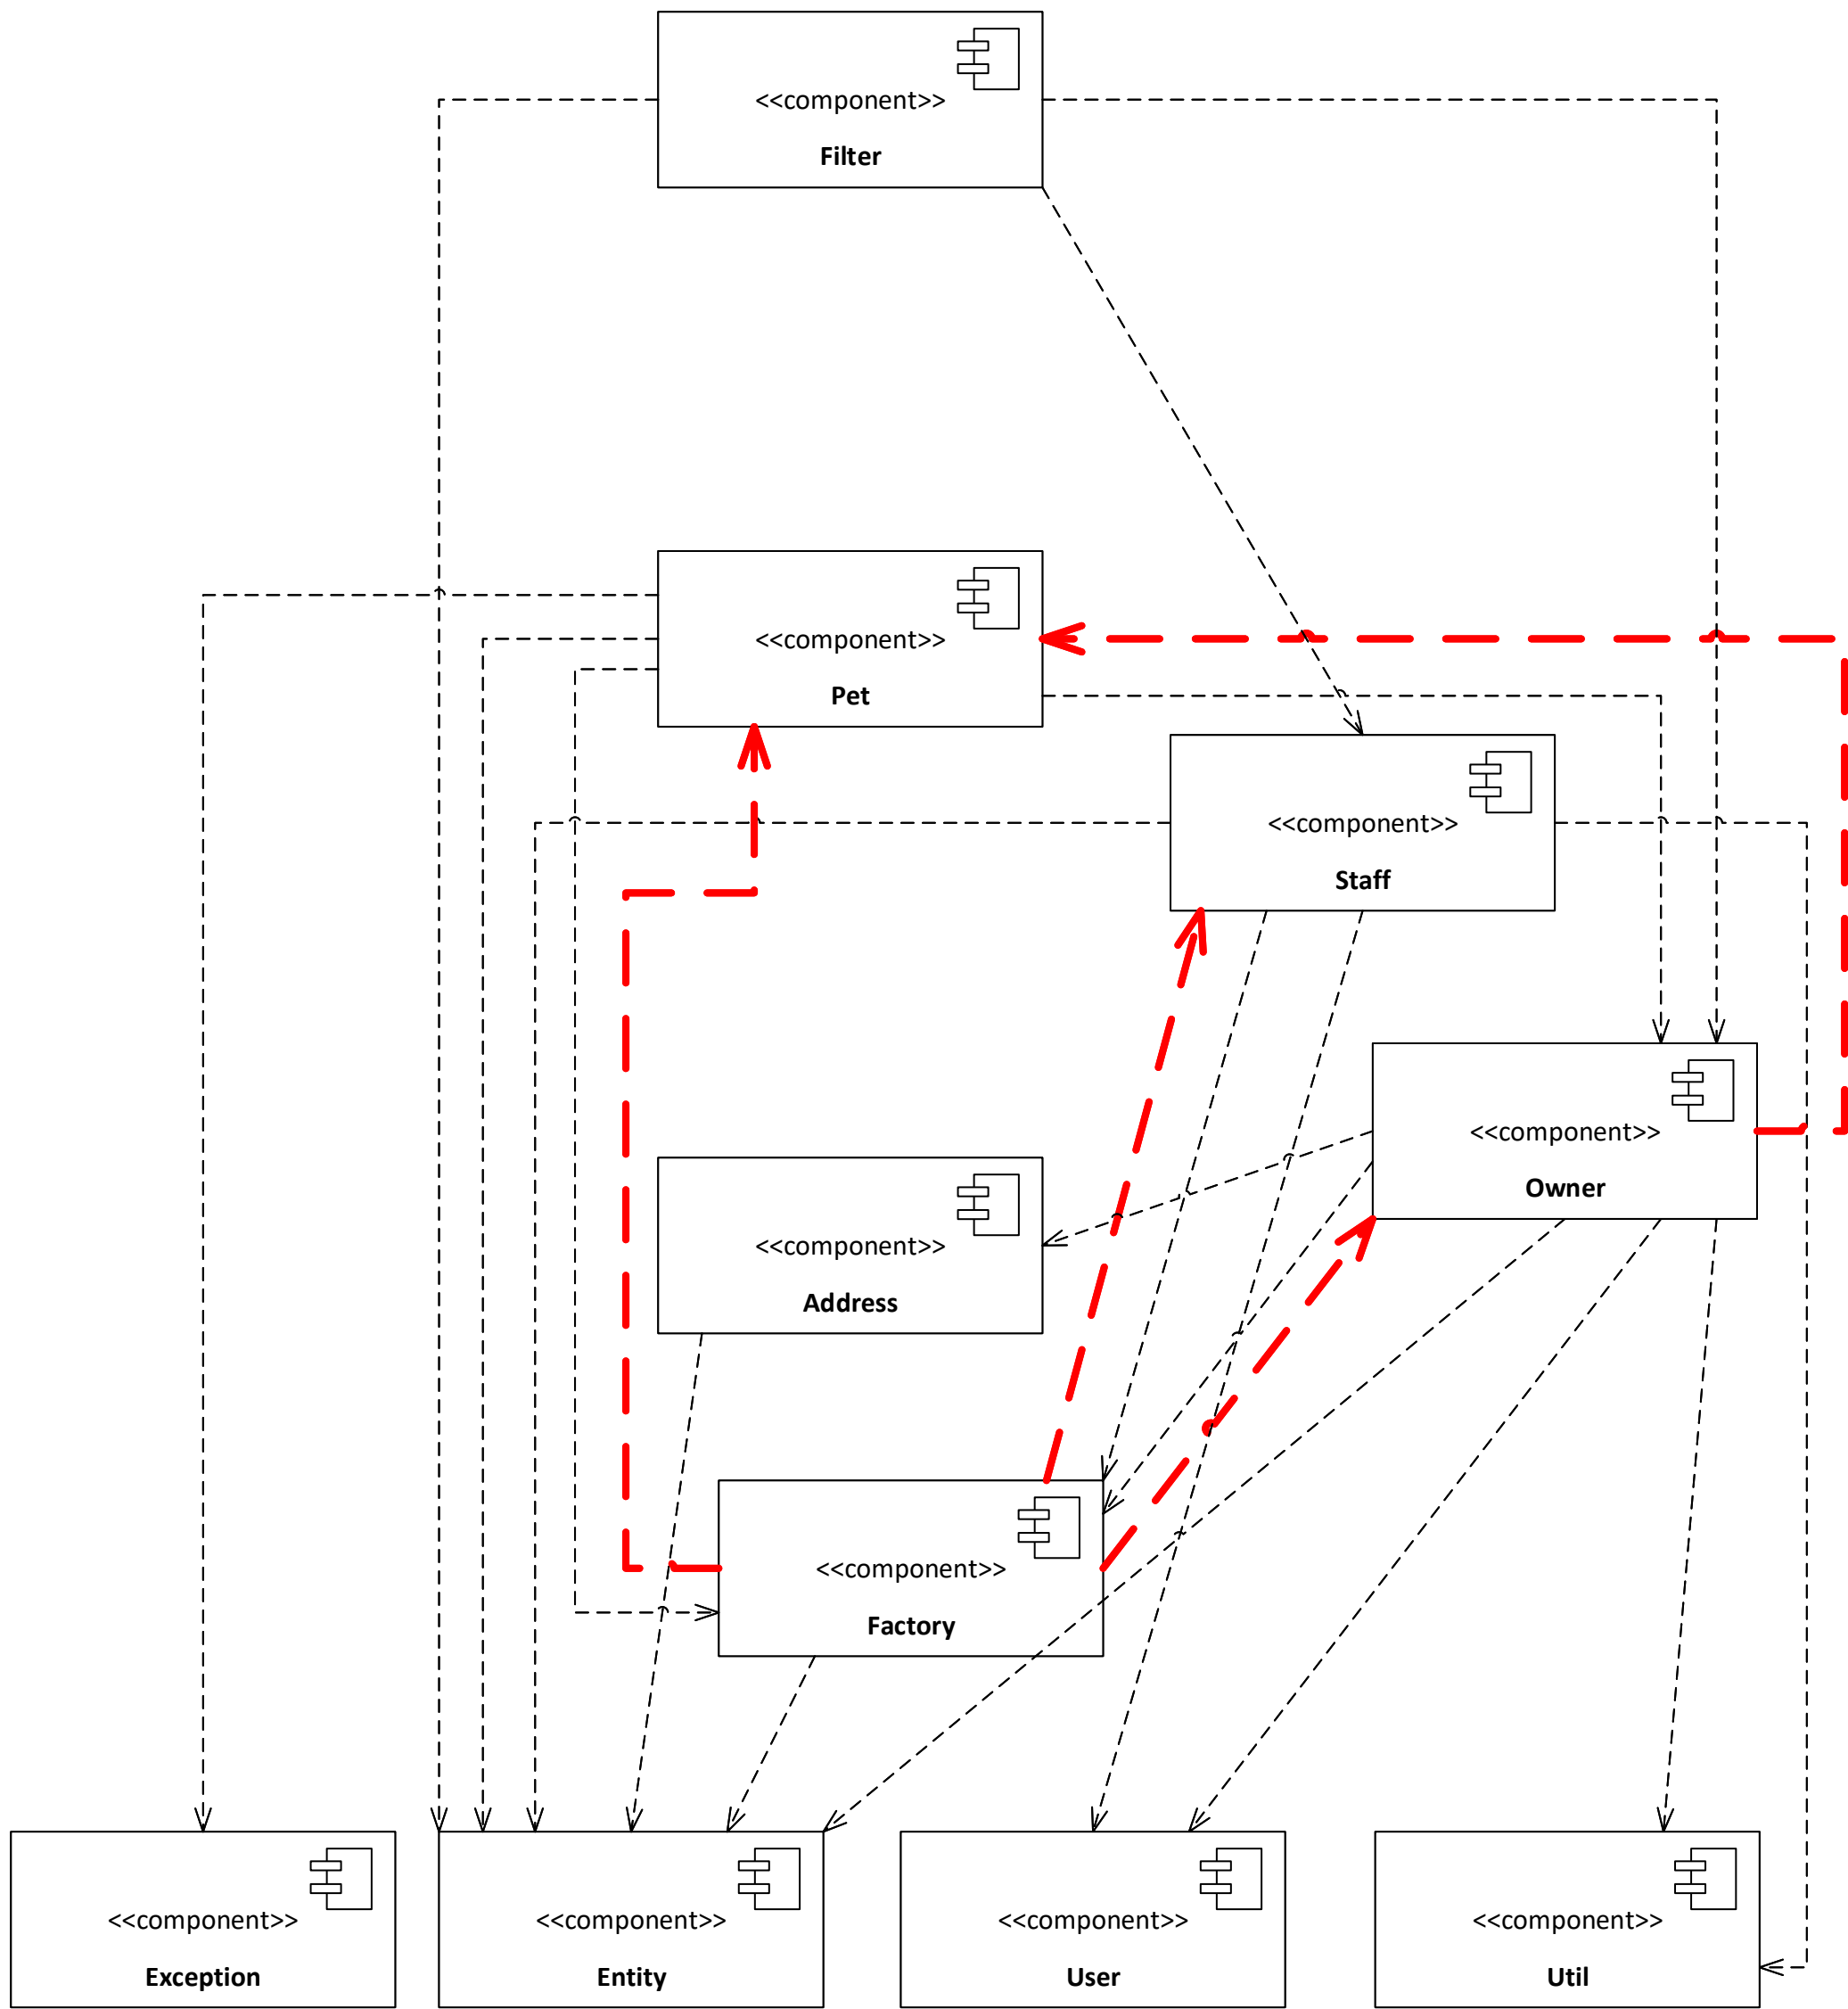 <<component>>
Filter
<<component>>
Pet
<<component>>
Staff
<<component>>
Owner
<<component>>
Address
<<component>>
Factory
<<component>>
Exception
<<component>>
Entity
<<component>>
User
<<component>>
Util